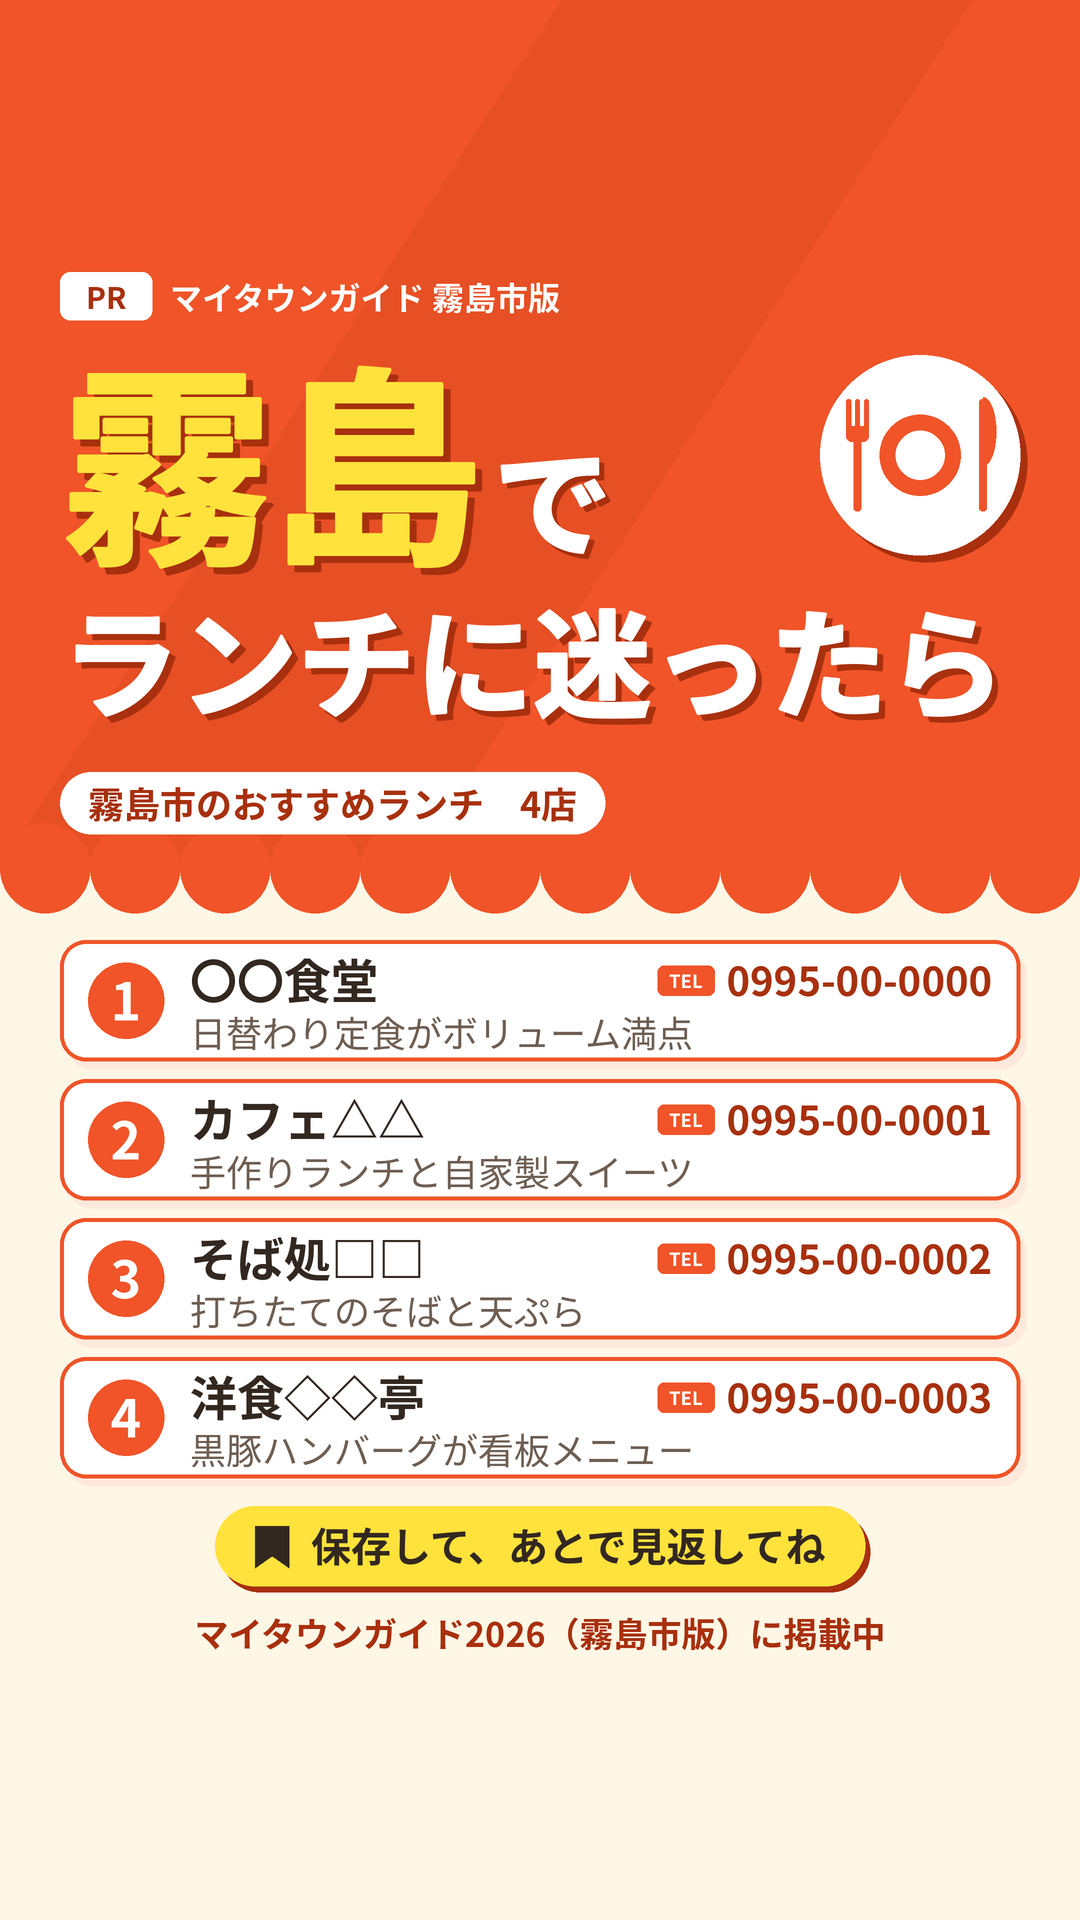 PR マイタウンガイド 霧島市版
霧島で
ランチに迷ったら
霧島市のおすすめランチ　4店
1 〇〇食堂 TEL 0995-00-0000
日替わり定食がボリューム満点
2 カフェ△△ TEL 0995-00-0001
手作りランチと自家製スイーツ
3 そば処□□ TEL 0995-00-0002
打ちたてのそばと天ぷら
4 洋食◇◇亭 TEL 0995-00-0003
黒豚ハンバーグが看板メニュー
保存して、あとで見返してね
マイタウンガイド2026（霧島市版）に掲載中